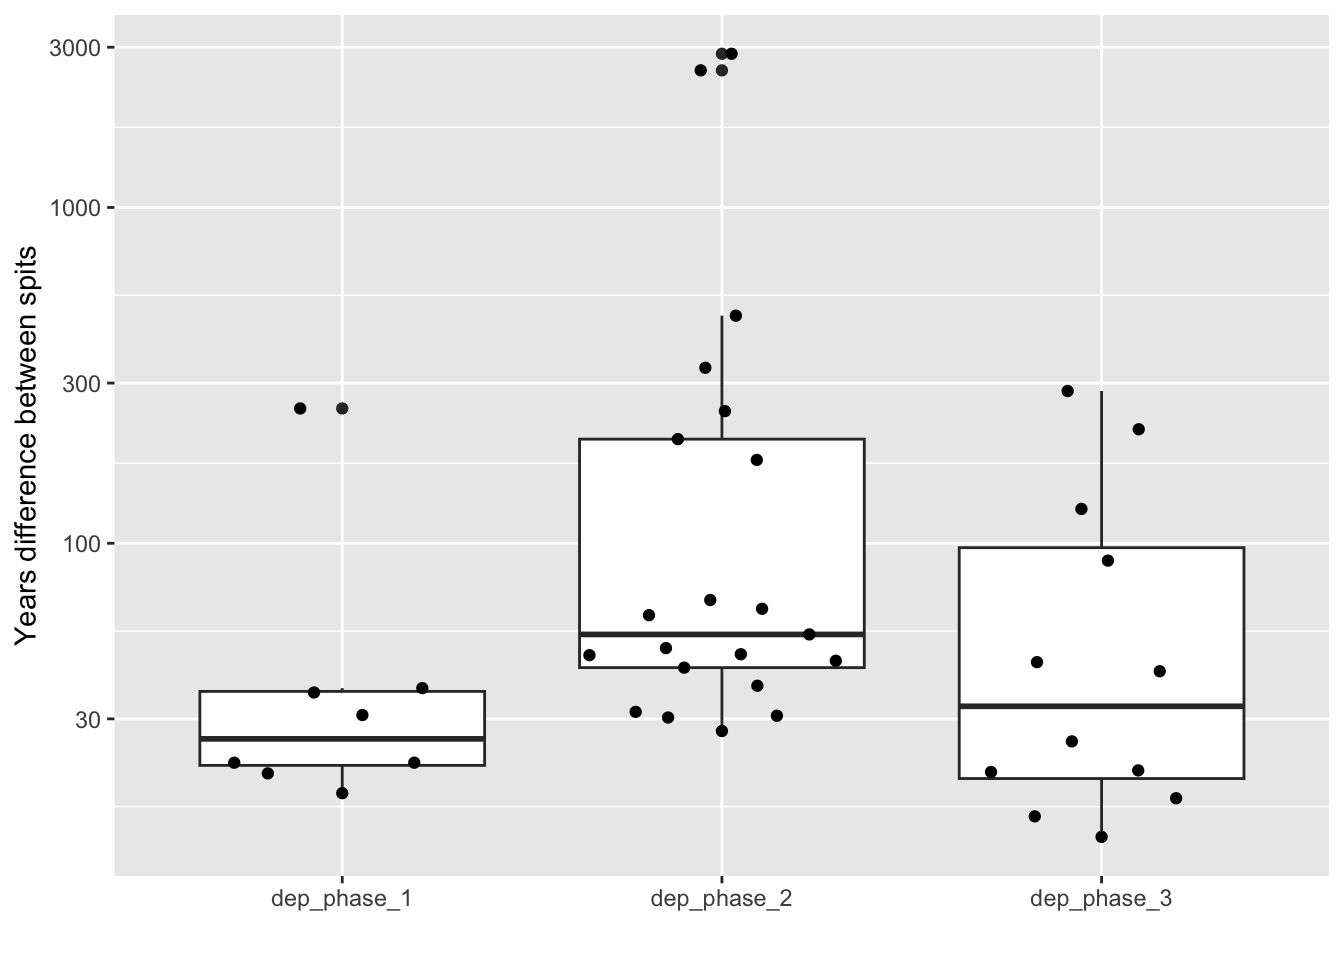 3000
1000
300
100
30
Years difference between spits
dep_phase_1
dep_phase_2
dep_phase_3